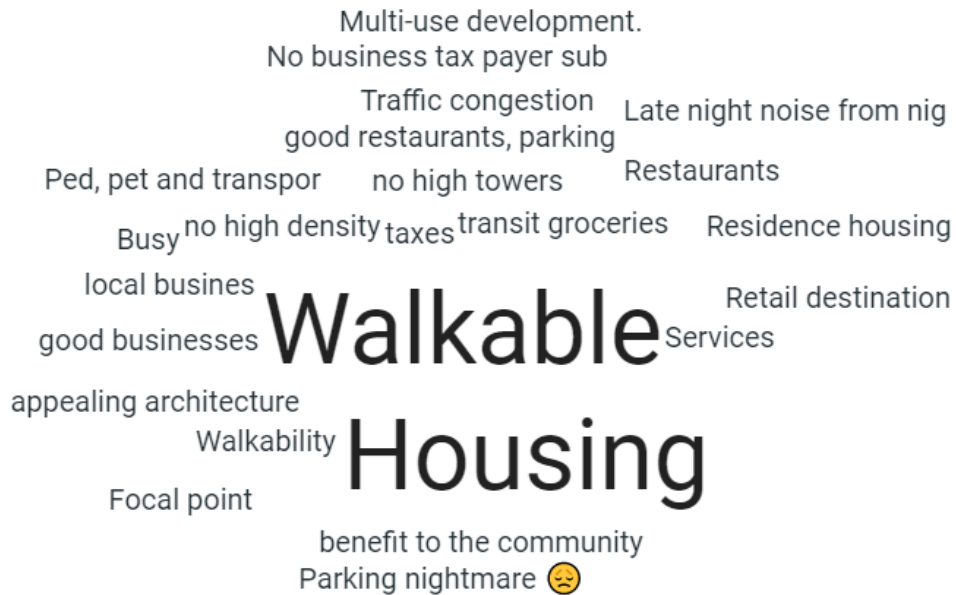 Multi-use development.
No business tax payer sub
Traffic congestion
Late night noise from nig
good restaurants, parking
Restaurants
Ped, pet and transpor
no high towers
Busy
no high density
taxes
transit groceries
Residence housing
local busines
Walkable
Retail destination
good businesses
Services
appealing architecture
Walkability
Housing
Focal point
benefit to the community
Parking nightmare 😞